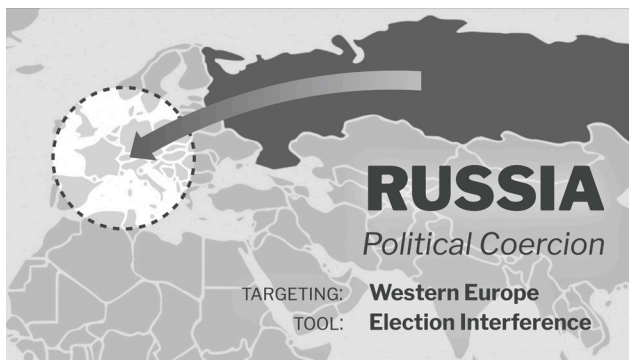 RUSSIA
Political Coercion
TARGETING: Western Europe
TOOL: Election Interference